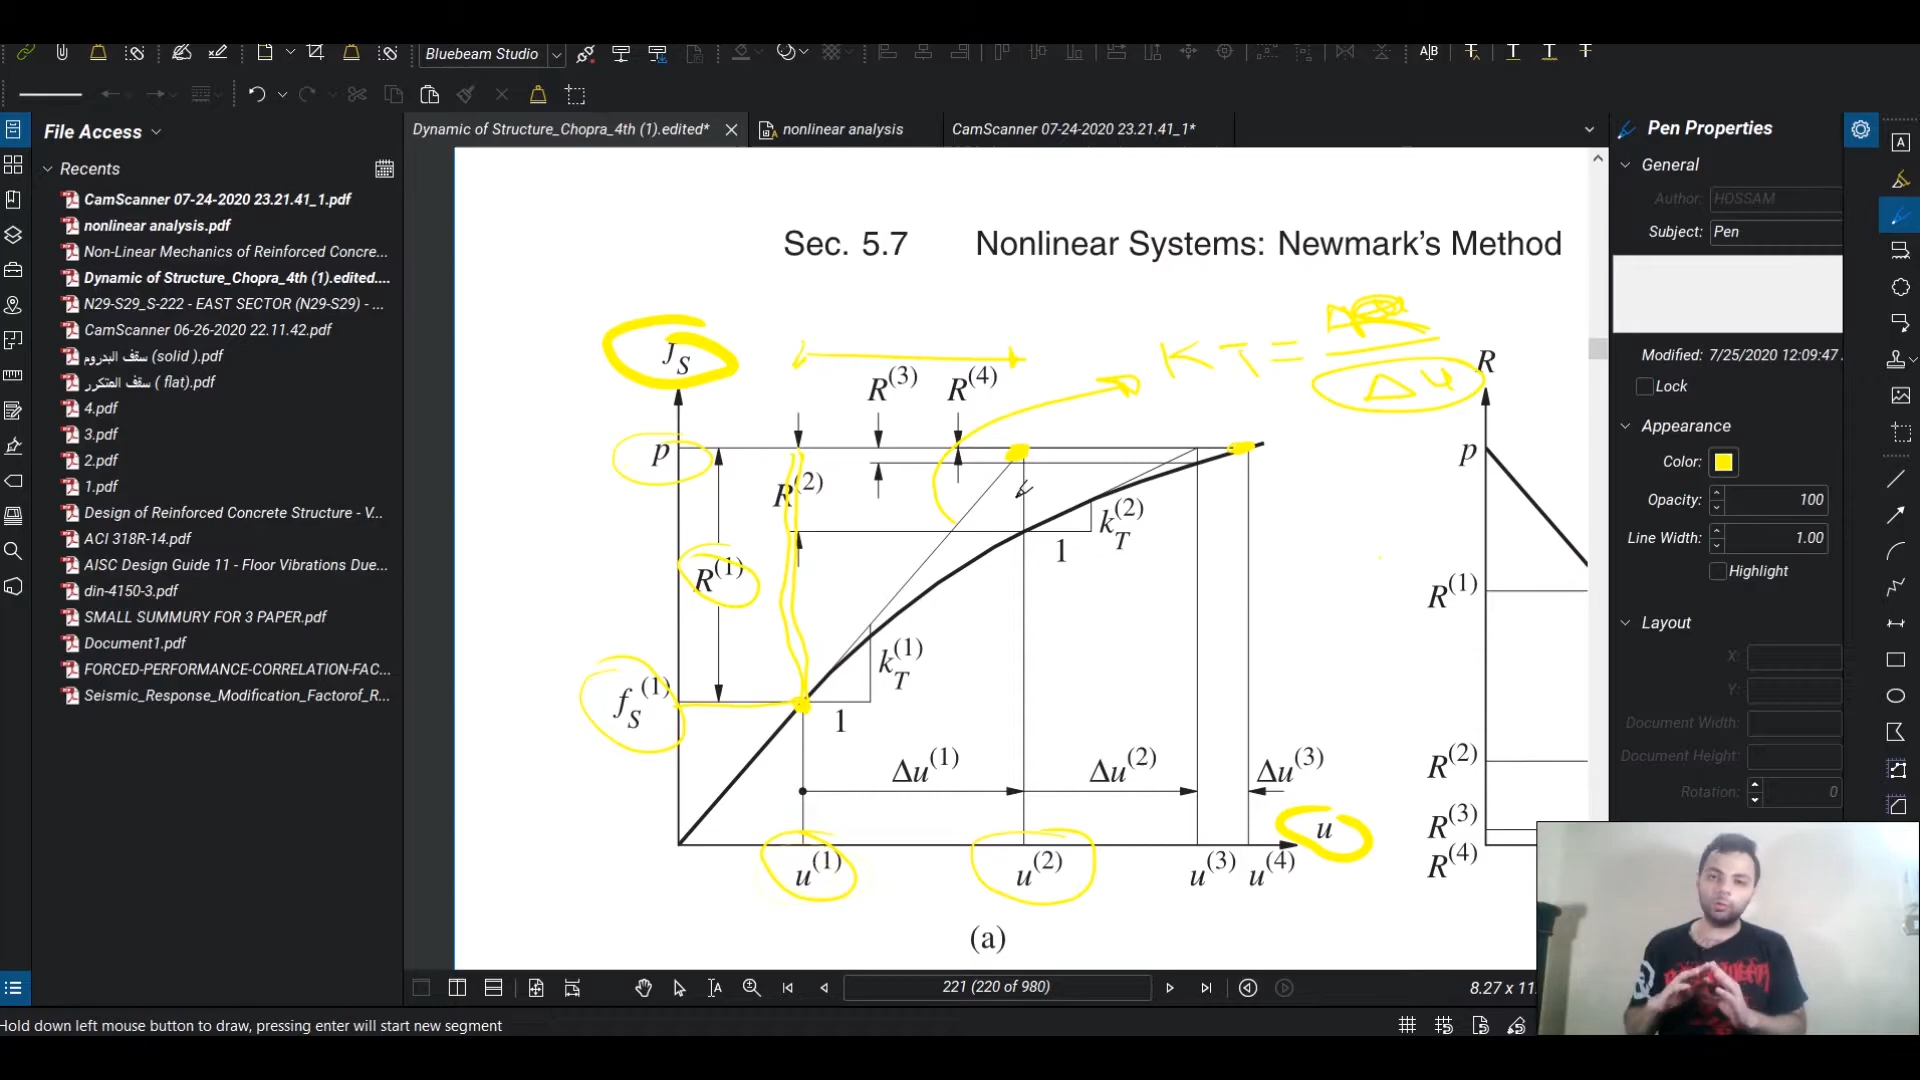 Bluebeam Studio
File Access
Recents
CamScanner 07-24-2020 23.21.41_1.pdf
nonlinear analysis.pdf
Non-Linear Mechanics of Reinforced Concre...
Dynamic of Structure_Chopra_4th (1).edited....
N29-S29_S-222 - EAST SECTOR (N29-S29) - ...
CamScanner 06-26-2020 22.11.42.pdf
سقف البدروم (solid ).pdf
سقف المتكرر ( flat).pdf
4.pdf
3.pdf
2.pdf
1.pdf
Design of Reinforced Concrete Structure - V...
ACI 318R-14.pdf
AISC Design Guide 11 - Floor Vibrations Due...
din-4150-3.pdf
SMALL SUMMURY FOR 3 PAPER.pdf
Document1.pdf
FORCED-PERFORMANCE-CORRELATION-FAC...
Seismic_Response_Modification_Factorof_R...
Dynamic of Structure_Chopra_4th (1).edited*
nonlinear analysis
CamScanner 07-24-2020 23.21.41_1*
Sec. 5.7 Nonlinear Systems: Newmark’s Method
KT =
Δu
R^(3) R^(4)
p
R^(2)
R^(1)
k_T^(2)
1
k_T^(1)
1
f_S^(1)
Δu^(1) Δu^(2) Δu^(3)
u
u^(1) u^(2) u^(3) u^(4)
(a)
R
p
R^(1)
R^(2)
R^(3)
R^(4)
221 (220 of 980)
8.27 x 11
Hold down left mouse button to draw, pressing enter will start new segment
Pen Properties
General
Author: HOSSAM
Subject: Pen
Modified: 7/25/2020 12:09:47
Lock
Appearance
Color:
Opacity: 100
Line Width: 1.00
Highlight
Layout
X:
Y:
Document Width:
Document Height:
Rotation: 0